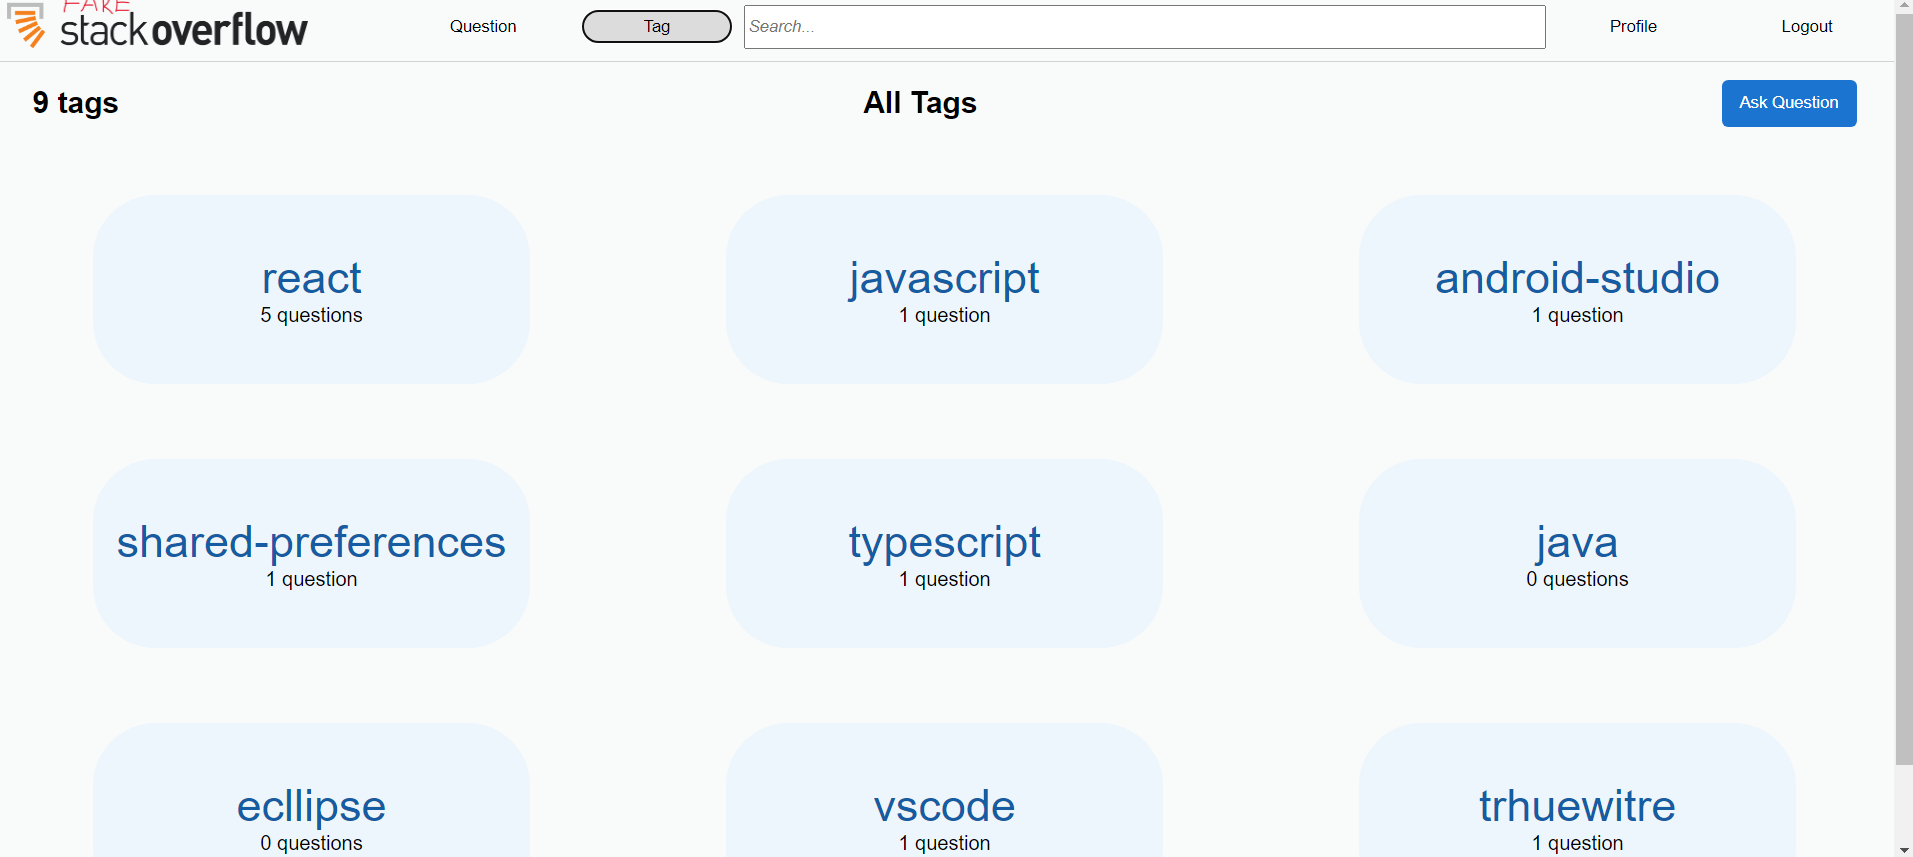 FAKE
stackoverflow
Question
Tag
Search...
Profile
Logout
9 tags
All Tags
Ask Question
react
5 questions
javascript
1 question
android-studio
1 question
shared-preferences
1 question
typescript
1 question
java
0 questions
ecllipse
0 questions
vscode
1 question
trhuewitre
1 question